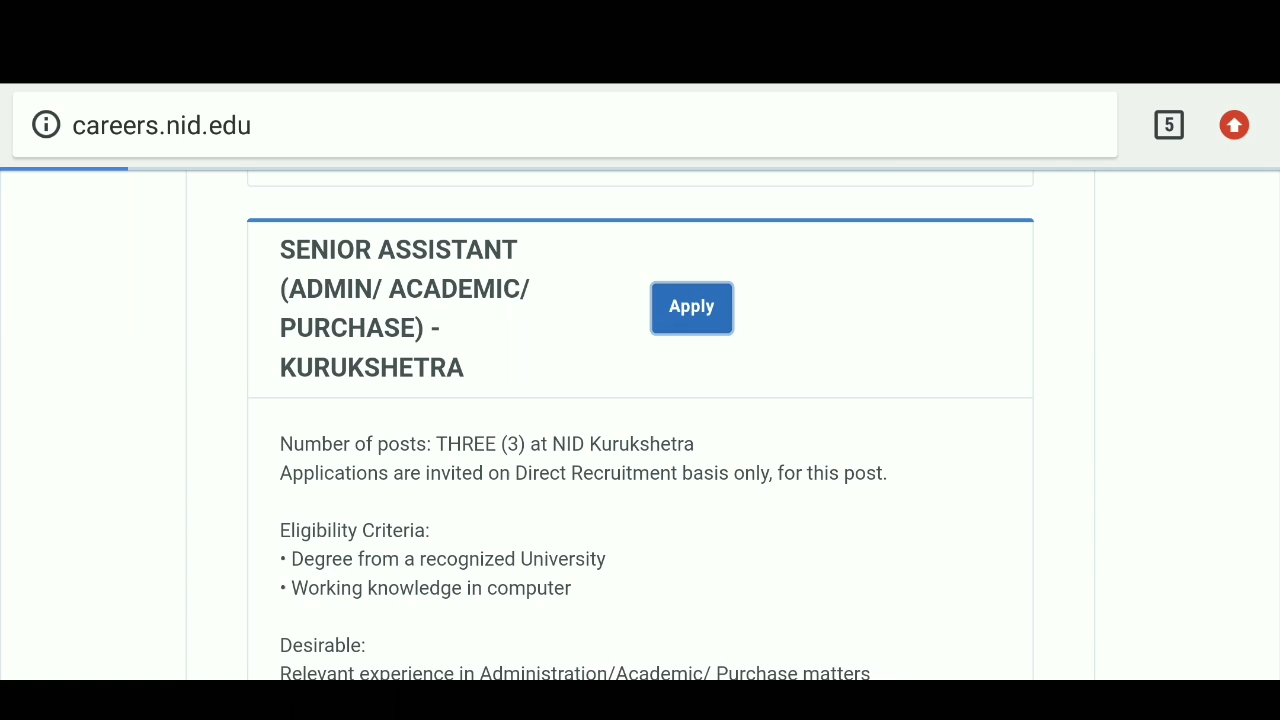 careers.nid.edu
5
SENIOR ASSISTANT
(ADMIN/ ACADEMIC/
PURCHASE) -
KURUKSHETRA
Apply
Number of posts: THREE (3) at NID Kurukshetra
Applications are invited on Direct Recruitment basis only, for this post.
Eligibility Criteria:
• Degree from a recognized University
• Working knowledge in computer
Desirable:
Relevant experience in Administration/Academic/ Purchase matters